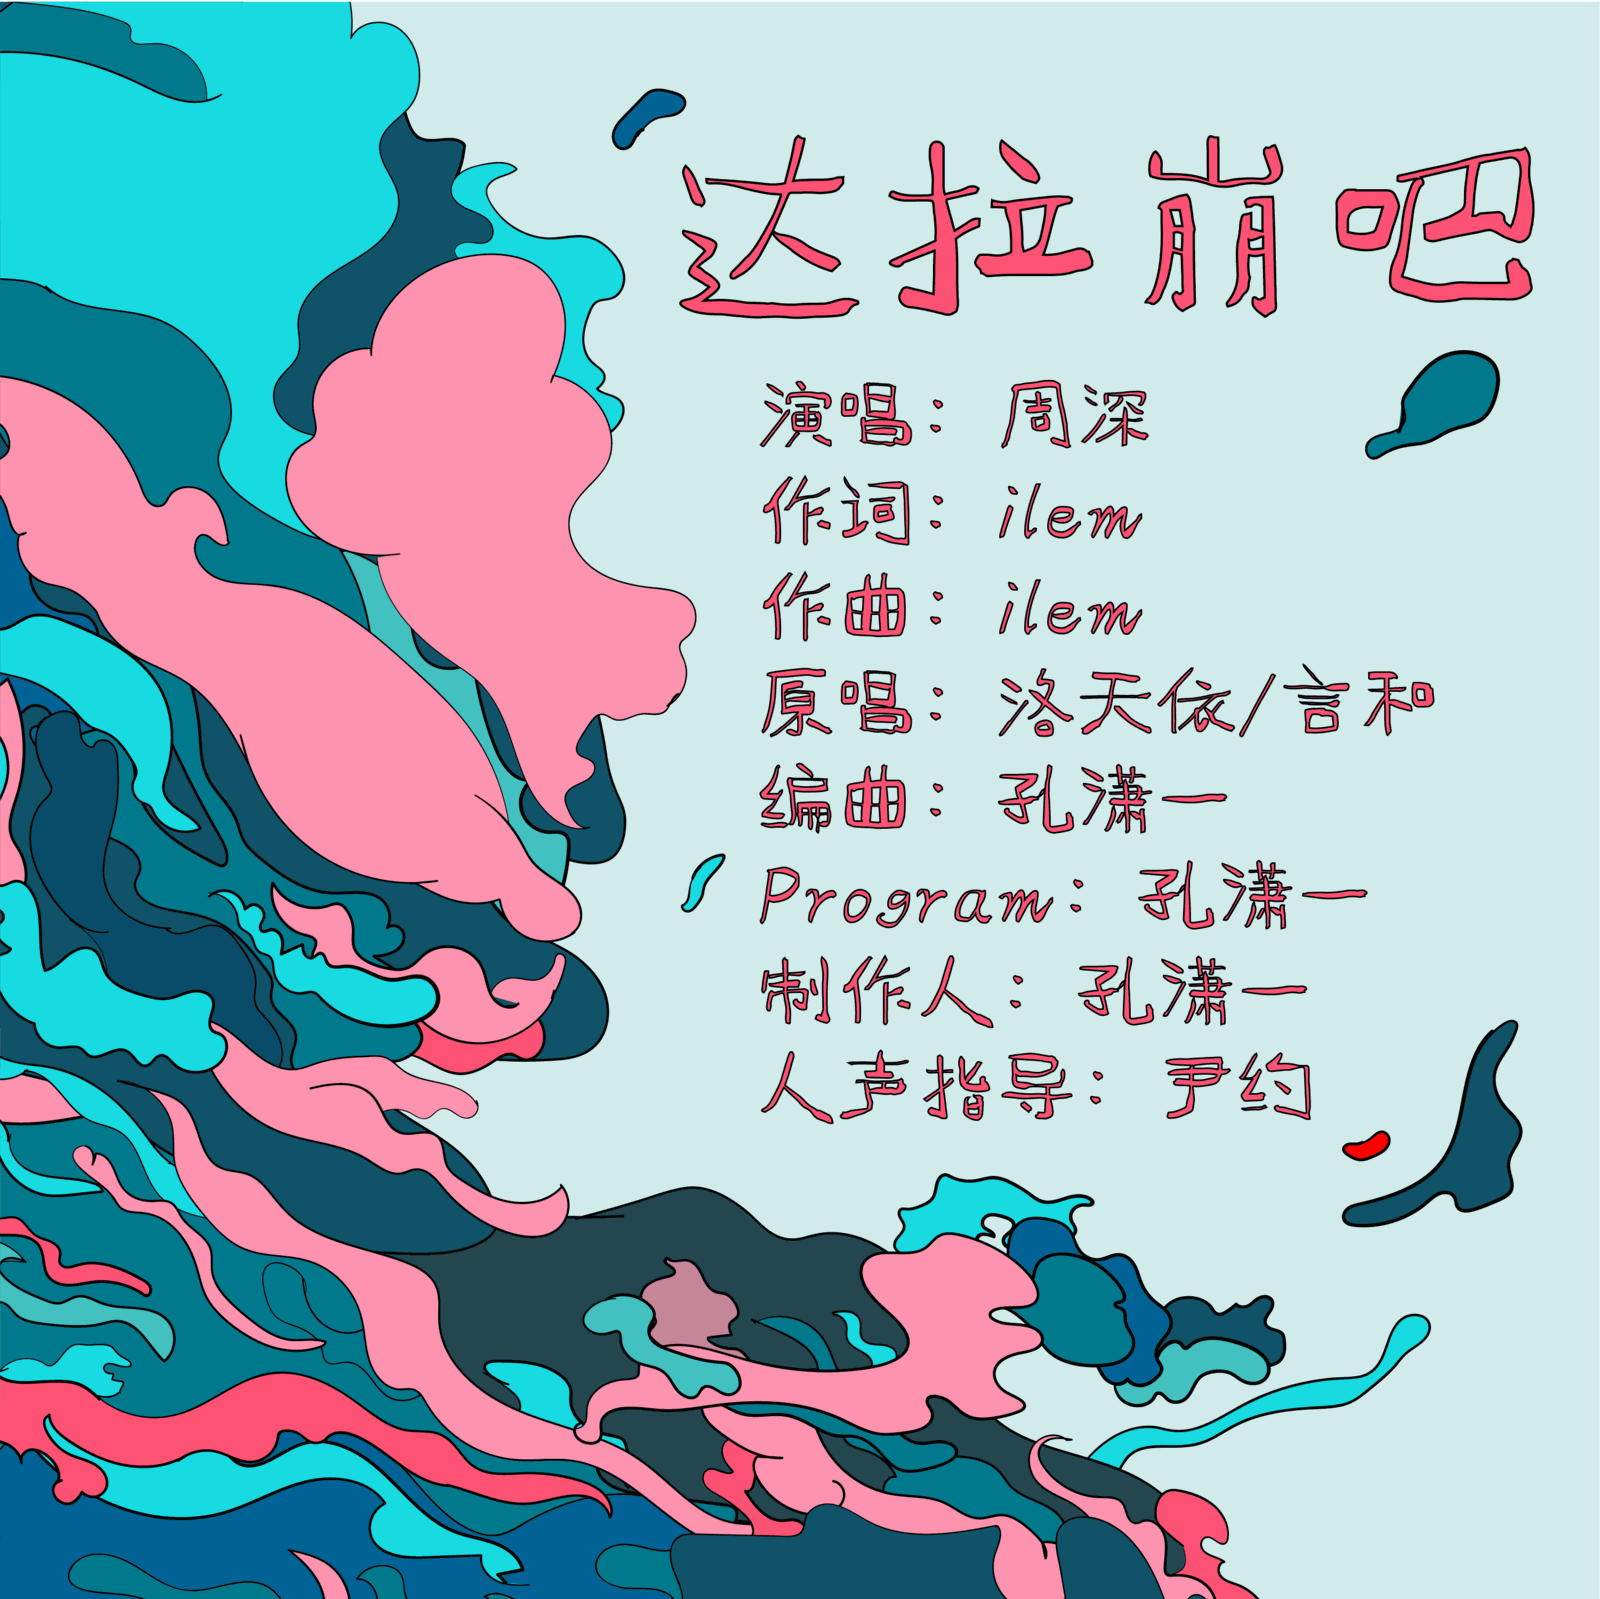 达拉崩吧
演唱：周深
作词：ilem
作曲：ilem
原唱：洛天依/言和
编曲：孔潇一
Program：孔潇一
制作人：孔潇一
人声指导：尹约